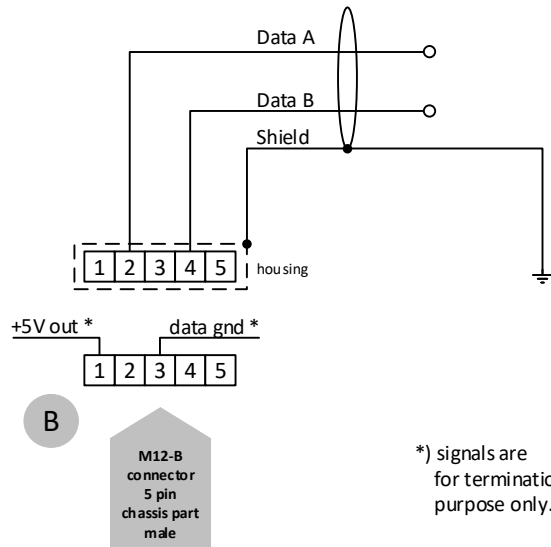 Data A
Data B
Shield
1 2 3 4 5
housing
+5V out *
data gnd *
1 2 3 4 5
B
M12-B
connector
5 pin
chassis part
male
*) signals are
for terminatio
purpose only.